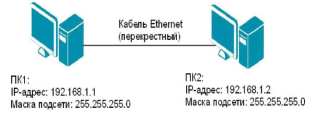 Кабель Ethernet
(перекрестный)
ПК1:
IP-адрес: 192.168.1.1
Маска подсети: 255.255.255.0
ПК2:
IP-адрес: 192.168.1.2
Маска подсети: 255.255.255.0